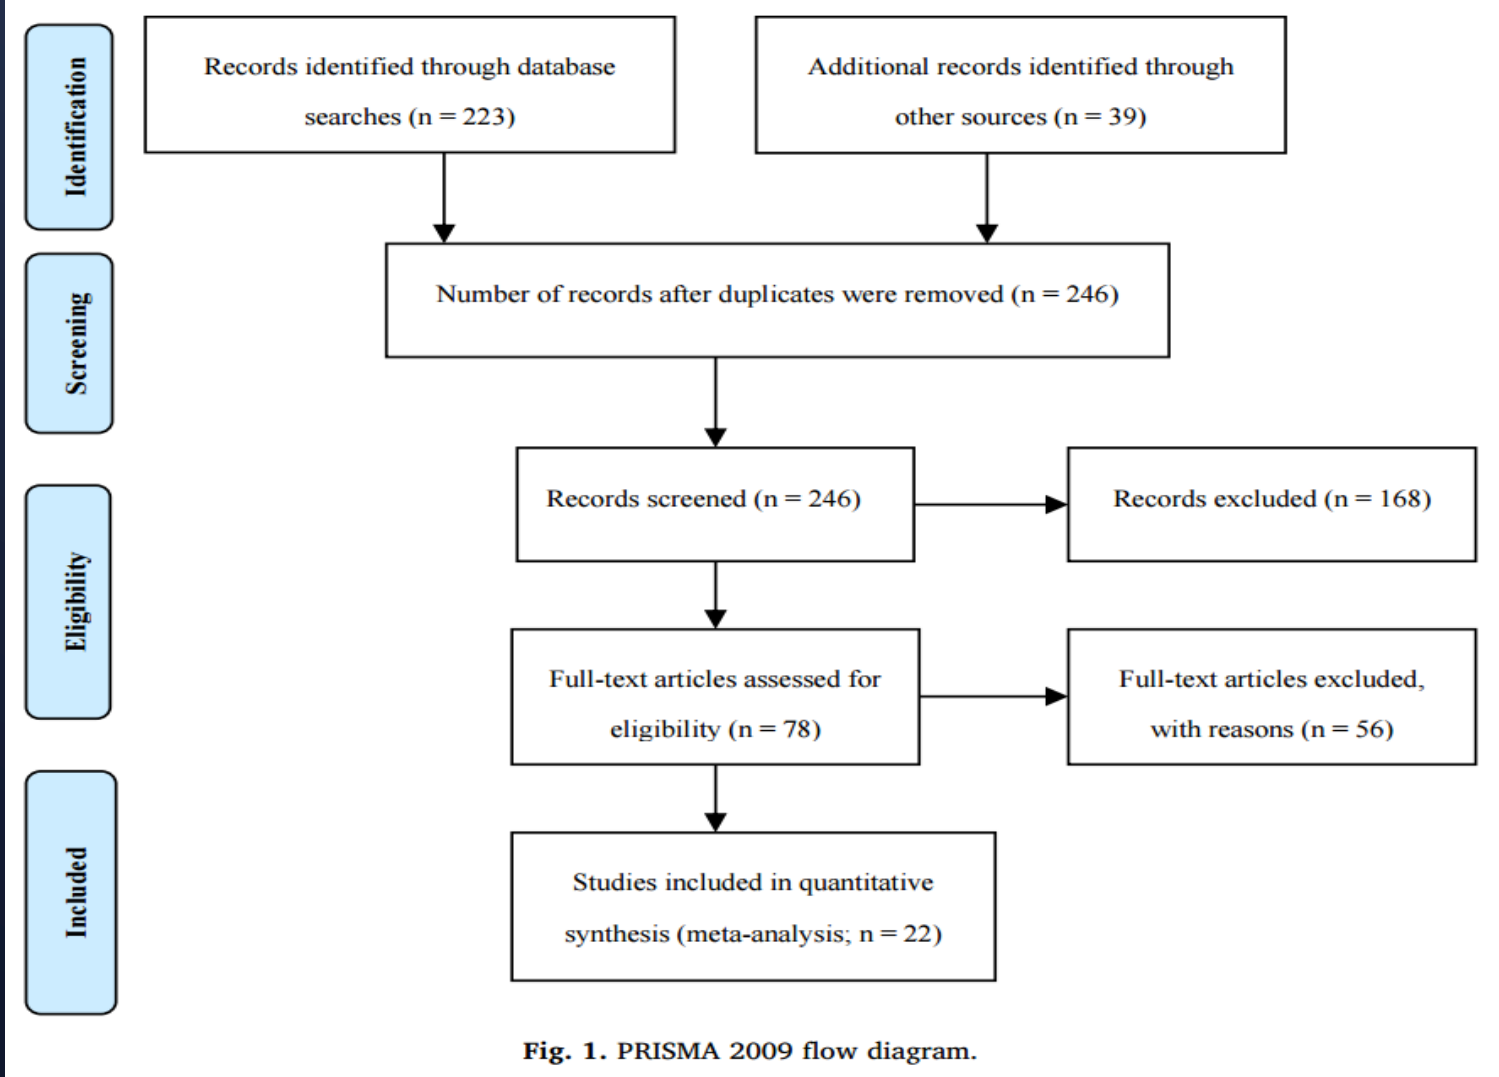 Identification
Records identified through database
searches (n = 223)
Additional records identified through
other sources (n = 39)
Screening
Number of records after duplicates were removed (n = 246)
Records screened (n = 246)
Records excluded (n = 168)
Eligibility
Full-text articles assessed for
eligibility (n = 78)
Full-text articles excluded,
with reasons (n = 56)
Included
Studies included in quantitative
synthesis (meta-analysis; n = 22)
Fig. 1. PRISMA 2009 flow diagram.